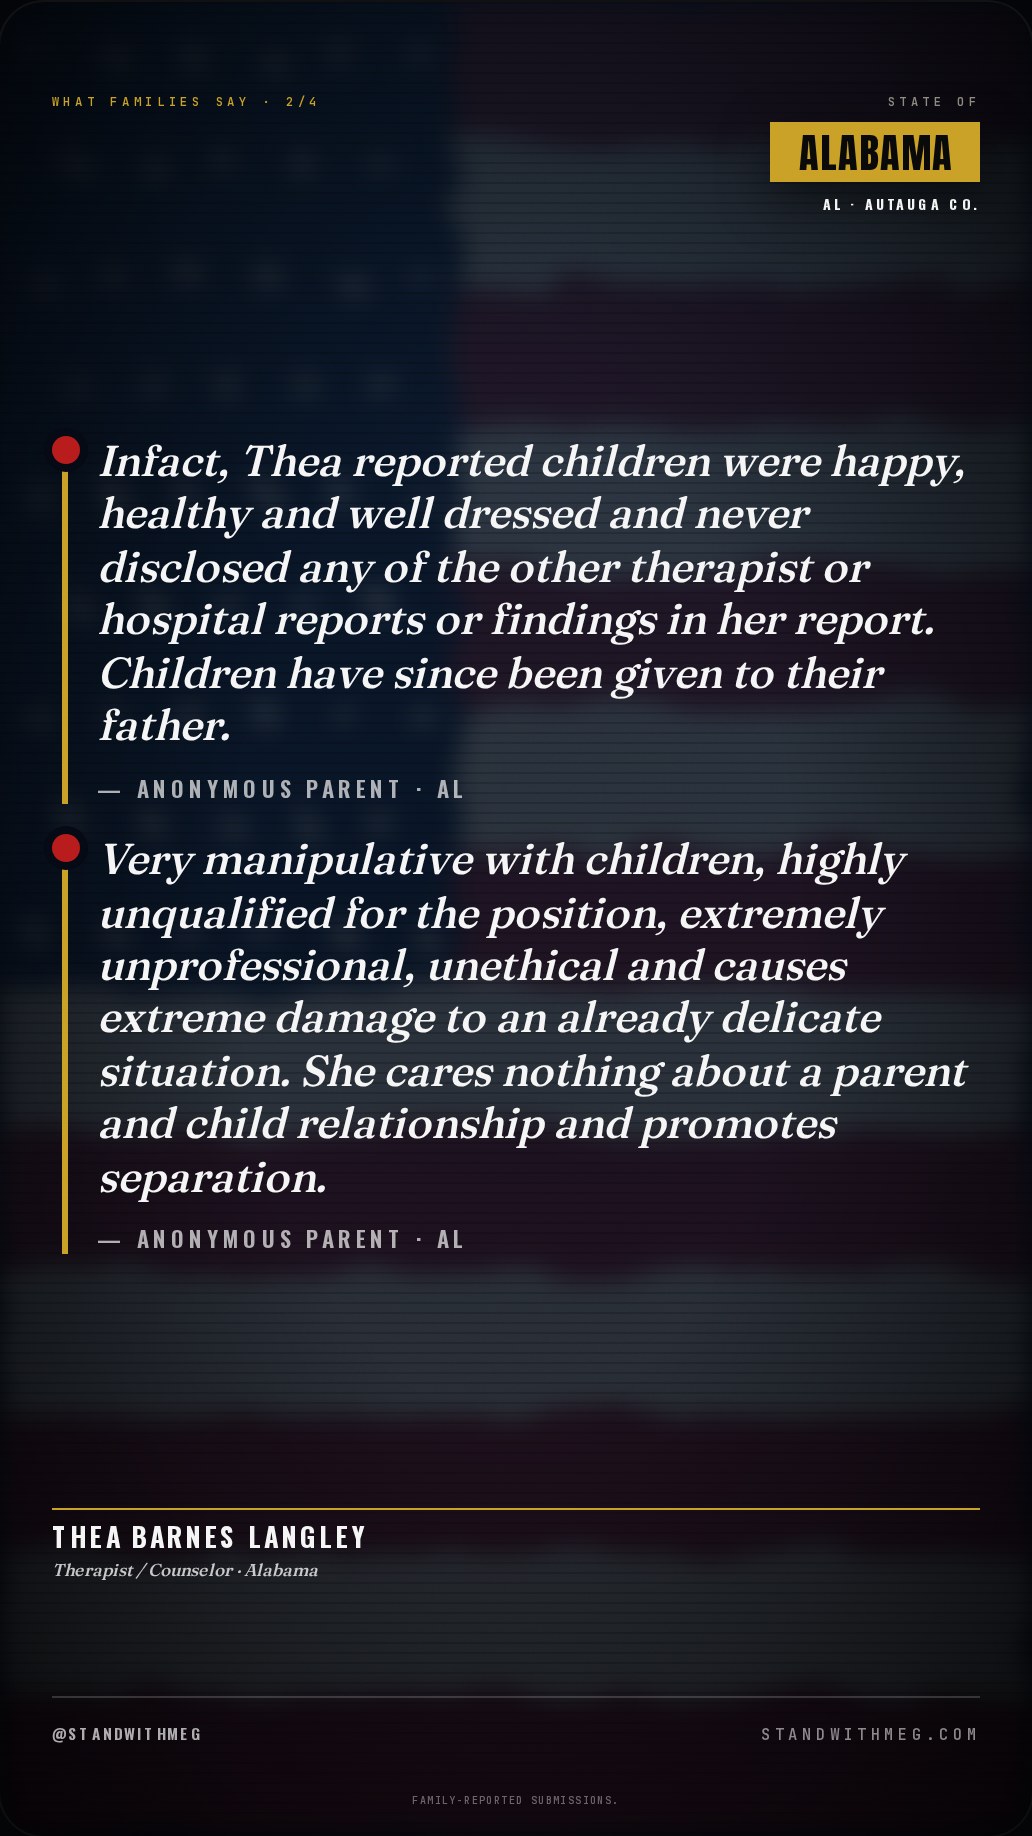 WHAT FAMILIES SAY · 2/4
STATE OF
ALABAMA
AL · AUTAUGA CO.
Infact, Thea reported children were happy,
healthy and well dressed and never
disclosed any of the other therapist or
hospital reports or findings in her report.
Children have since been given to their
father.
— ANONYMOUS PARENT · AL
Very manipulative with children, highly
unqualified for the position, extremely
unprofessional, unethical and causes
extreme damage to an already delicate
situation. She cares nothing about a parent
and child relationship and promotes
separation.
— ANONYMOUS PARENT · AL
THEA BARNES LANGLEY
Therapist / Counselor · Alabama
@STANDWITHMEG
STANDWITHMEG.COM
FAMILY-REPORTED SUBMISSIONS.